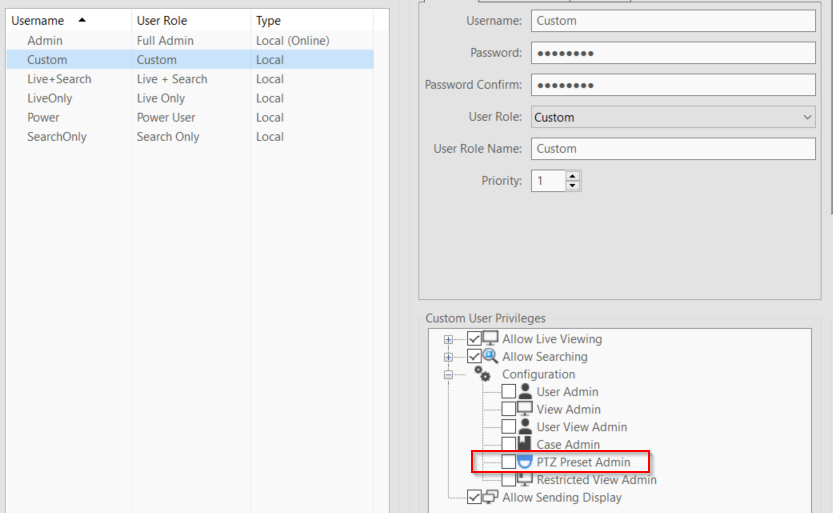 Username User Role Type
Admin Full Admin Local (Online)
Custom Custom Local
Live+Search Live + Search Local
LiveOnly Live Only Local
Power Power User Local
SearchOnly Search Only Local
Username: Custom
Password: ●●●●●●●●
Password Confirm: ●●●●●●●●
User Role: Custom
User Role Name: Custom
Priority: 1
Custom User Privileges
Allow Live Viewing
Allow Searching
Configuration
User Admin
View Admin
User View Admin
Case Admin
PTZ Preset Admin
Restricted View Admin
Allow Sending Display